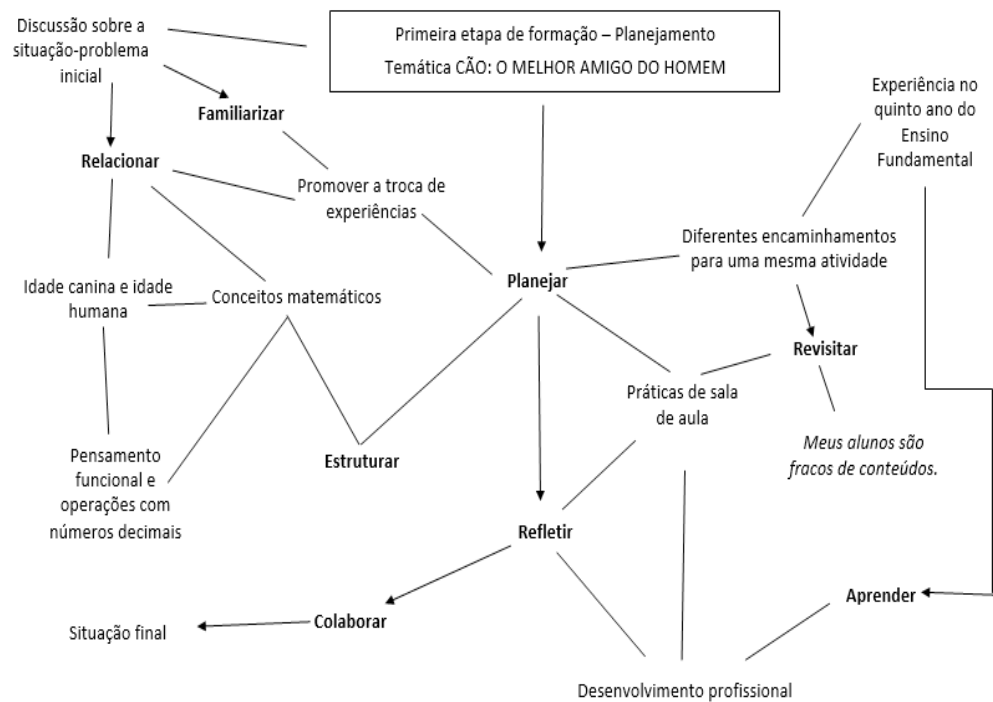 Discussão sobre a
situação-problema
inicial
Primeira etapa de formação – Planejamento
Temática CÃO: O MELHOR AMIGO DO HOMEM
Familiarizar
Experiência no
quinto ano do
Ensino
Fundamental
Relacionar
Promover a troca de
experiências
Diferentes encaminhamentos
para uma mesma atividade
Planejar
Idade canina e idade
humana
Conceitos matemáticos
Revisitar
Práticas de sala
de aula
Meus alunos são
fracos de conteúdos.
Pensamento
funcional e
operações com
números decimais
Estruturar
Refletir
Aprender
Colaborar
Situação final
Desenvolvimento profissional